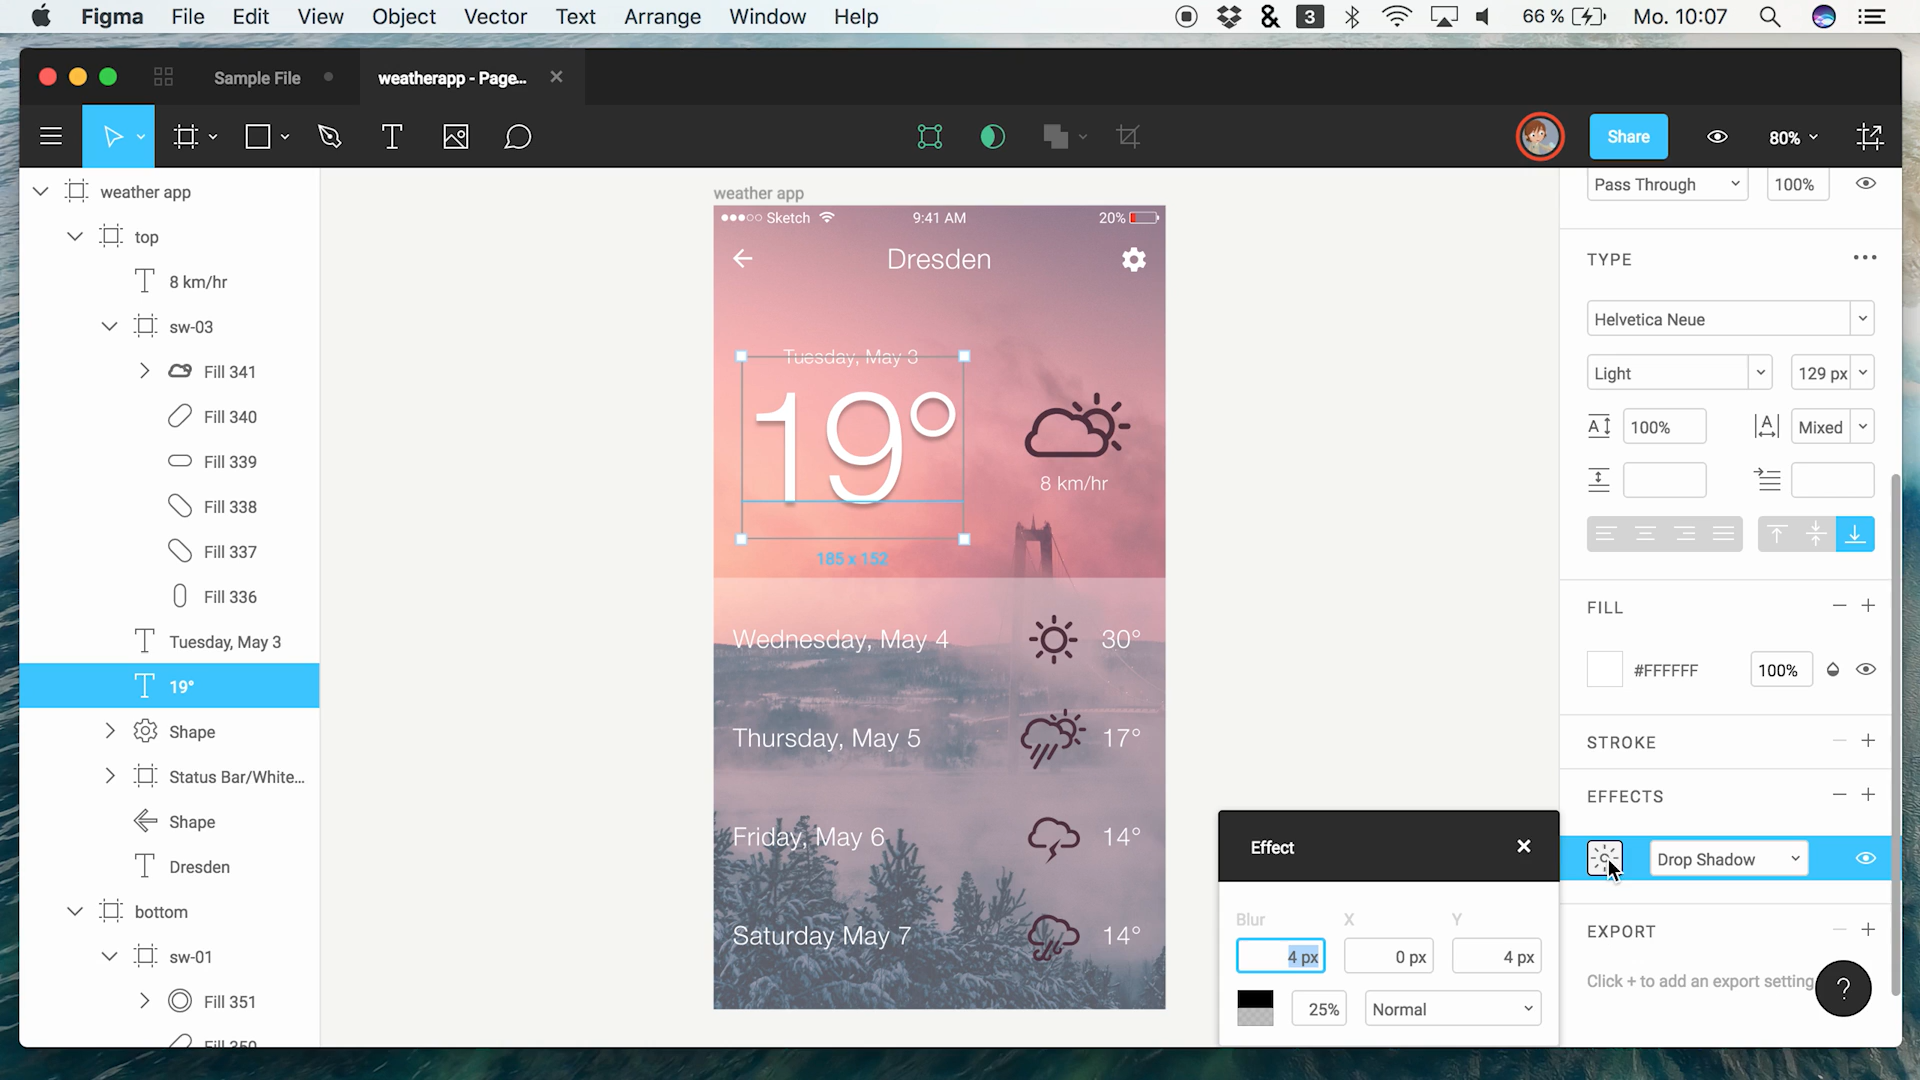 Figma File Edit View Object Vector Text Arrange Window Help 3 66 % Mo. 10:07
Sample File weatherapp - Page...
Share 80%
weather app
top
8 km/hr
sw-03
Fill 341
Fill 340
Fill 339
Fill 338
Fill 337
Fill 336
Tuesday, May 3
19°
Shape
Status Bar/White...
Shape
Dresden
bottom
sw-01
Fill 351
Fill 350
weather app
Sketch 9:41 AM 20%
Dresden
Tuesday, May 3
19°
8 km/hr
185 x 152
Wednesday, May 4 30°
Thursday, May 5 17°
Friday, May 6 14°
Saturday May 7 14°
Pass Through 100%
TYPE
Helvetica Neue
Light 129 px
100% Mixed
FILL
#FFFFFF 100%
STROKE
EFFECTS
Drop Shadow
EXPORT
Click + to add an export setting
?
Effect
Blur X Y
4 px 0 px 4 px
25% Normal